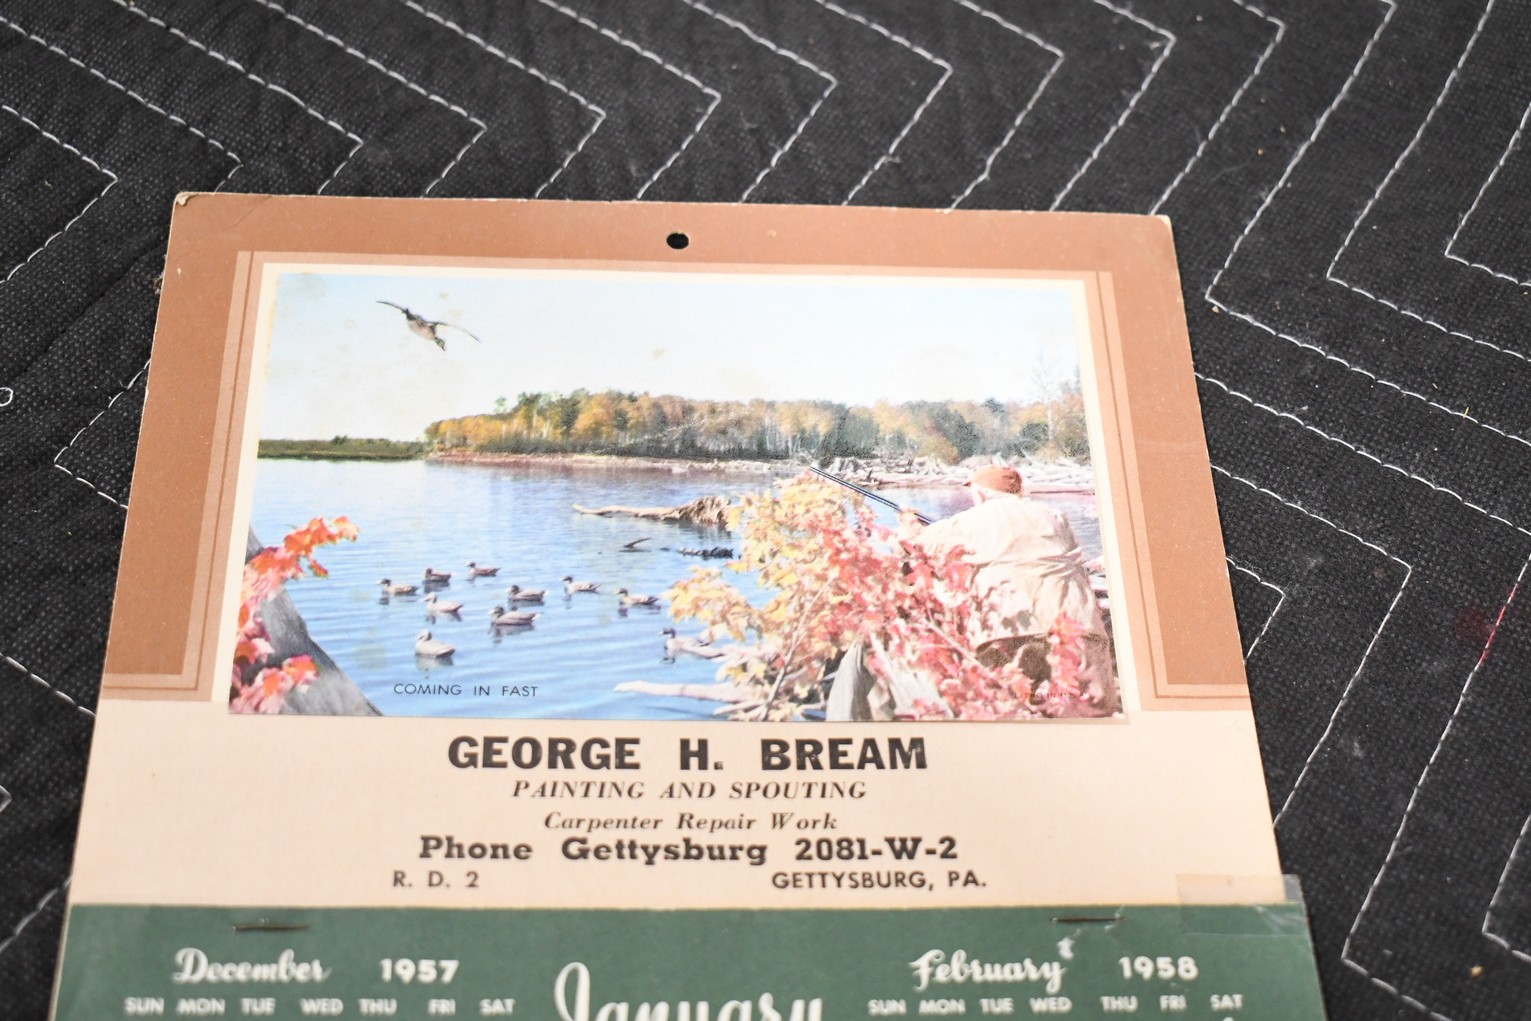 COMING IN FAST
GEORGE H. BREAM
PAINTING AND SPOUTING
Carpenter Repair Work
Phone Gettysburg 2081-W-2
R. D. 2 GETTYSBURG, PA.
December 1957
SUN MON TUE WED THU FRI SAT
January
February 1958
SUN MON TUE WED THU FRI SAT